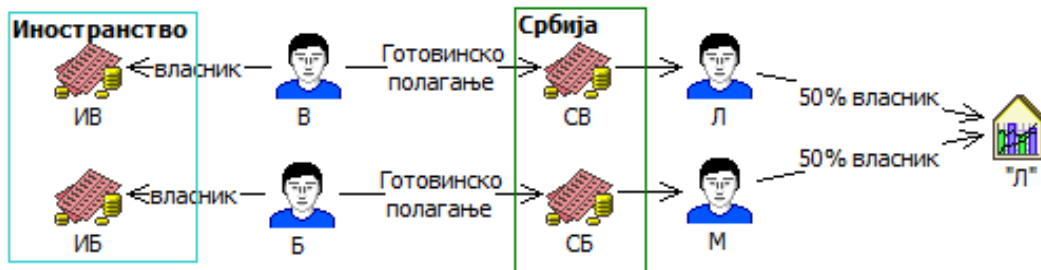 Иностранство
Србија
власник
Готовинско
полагање
50% власник
ИВ
В
СВ
Л
50% власник
"Л"
власник
Готовинско
полагање
ИБ
Б
СБ
М